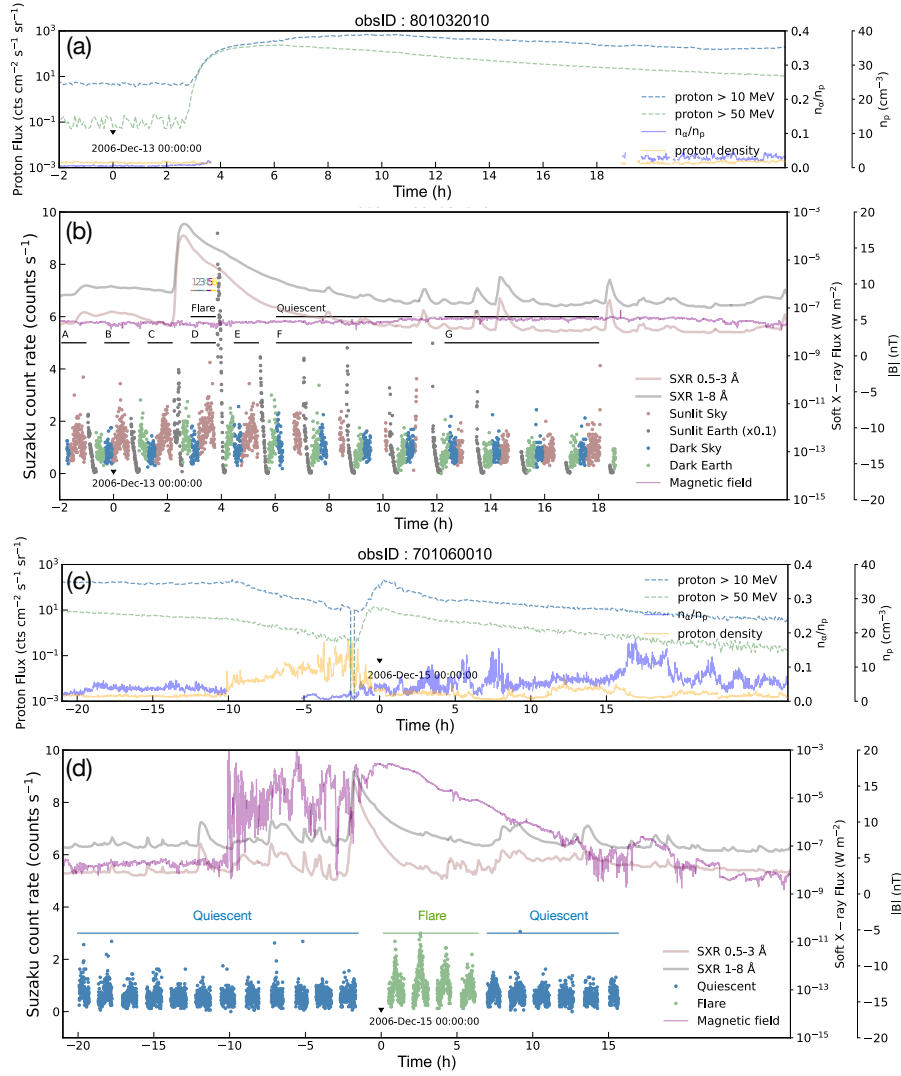 obsID : 801032010
(a)
Proton Flux (cts cm⁻² s⁻¹ sr⁻¹)
10³
10¹
10⁻¹
10⁻³
proton > 10 MeV
proton > 50 MeV
nα/np
proton density
2006-Dec-13 00:00:00
0.4
0.3
0.2
0.1
0.0
nα/np
40
30
20
10
0
np (cm⁻³)
−2 0 2 4 6 8 10 12 14 16 18
Time (h)
(b)
Suzaku count rate (counts s⁻¹)
10
8
6
4
2
0
Flare
Quiescent
A B C D E F G
SXR 0.5-3 Å
SXR 1-8 Å
Sunlit Sky
Sunlit Earth (x0.1)
Dark Sky
Dark Earth
Magnetic field
2006-Dec-13 00:00:00
10⁻³
10⁻⁵
10⁻⁷
10⁻⁹
10⁻¹¹
10⁻¹³
10⁻¹⁵
Soft X−ray Flux (W m⁻²)
20
15
10
5
0
−5
−10
−15
−20
|B| (nT)
−2 0 2 4 6 8 10 12 14 16 18
Time (h)
obsID : 701060010
(c)
Proton Flux (cts cm⁻² s⁻¹ sr⁻¹)
10³
10¹
10⁻¹
10⁻³
proton > 10 MeV
proton > 50 MeV
nα/np
proton density
2006-Dec-15 00:00:00
0.4
0.3
0.2
0.1
0.0
nα/np
40
30
20
10
0
np (cm⁻³)
−20 −15 −10 −5 0 5 10 15
Time (h)
(d)
Suzaku count rate (counts s⁻¹)
10
8
6
4
2
0
Quiescent
Flare
Quiescent
SXR 0.5-3 Å
SXR 1-8 Å
Quiescent
Flare
Magnetic field
2006-Dec-15 00:00:00
10⁻³
10⁻⁵
10⁻⁷
10⁻⁹
10⁻¹¹
10⁻¹³
10⁻¹⁵
Soft X−ray Flux (W m⁻²)
20
15
10
5
0
−5
−10
−15
−20
|B| (nT)
−20 −15 −10 −5 0 5 10 15
Time (h)